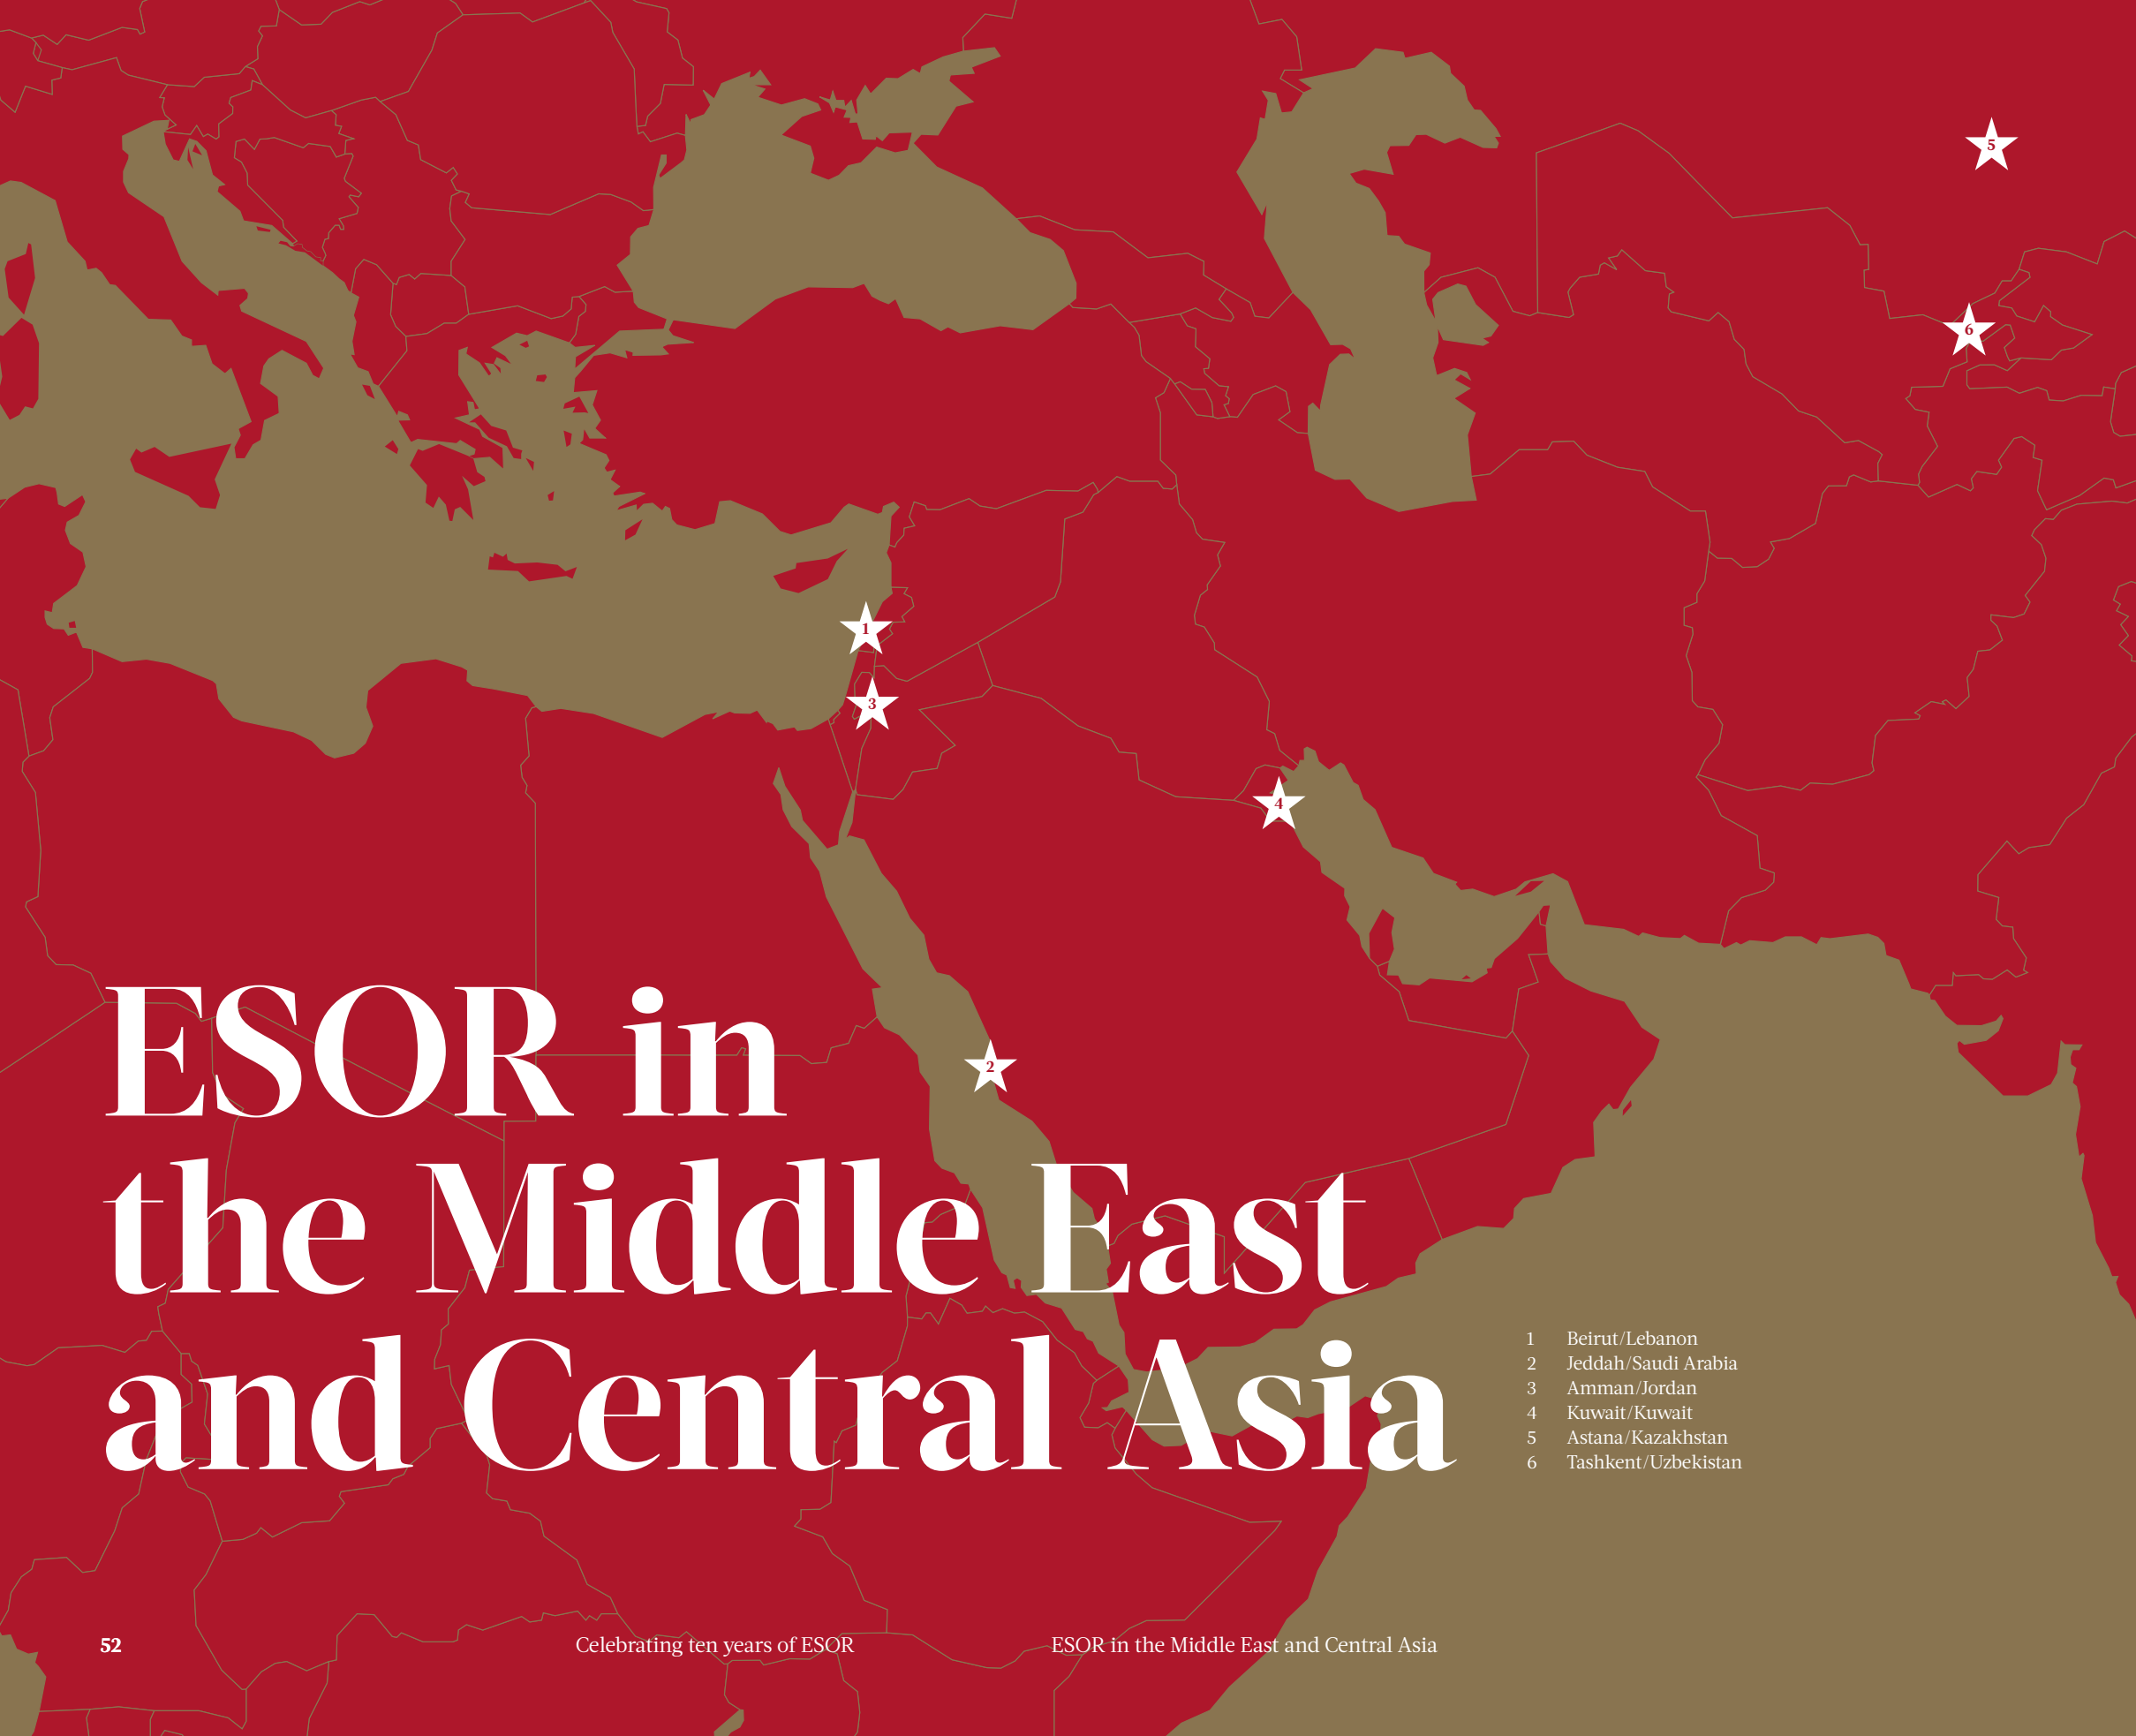 5
6
1
3
4
2
ESOR in
the Middle East
and Central Asia
1 Beirut/Lebanon
2 Jeddah/Saudi Arabia
3 Amman/Jordan
4 Kuwait/Kuwait
5 Astana/Kazakhstan
6 Tashkent/Uzbekistan
52 Celebrating ten years of ESOR ESOR in the Middle East and Central Asia